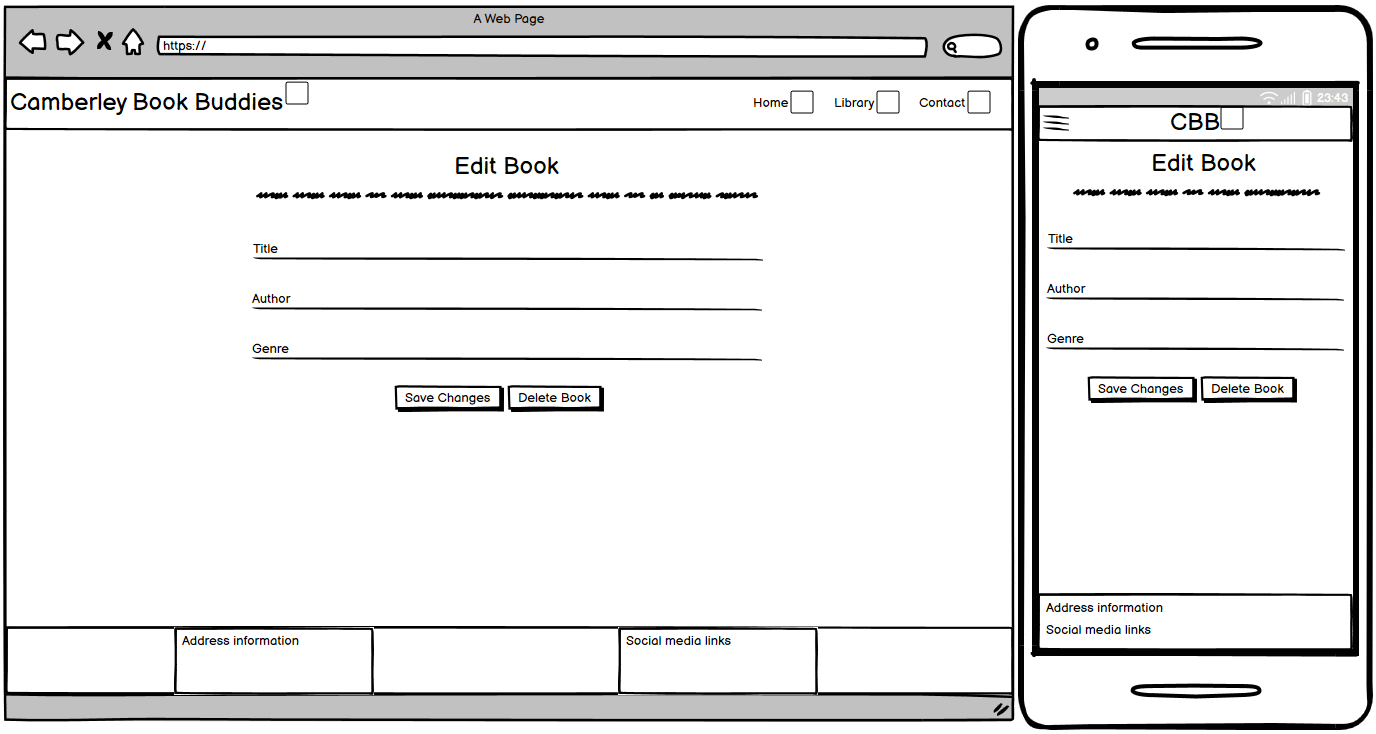 A Web Page
https://
Camberley Book Buddies
Home Library Contact
Edit Book
Title
Author
Genre
Save Changes Delete Book
Address information
Social media links
23:43
CBB
Edit Book
Title
Author
Genre
Save Changes Delete Book
Address information
Social media links